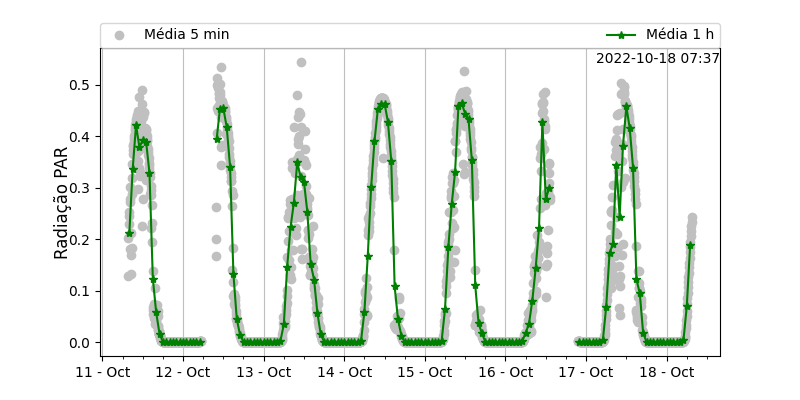 Média 5 min Média 1 h
2022-10-18 07:37
0.5
0.4
0.3
0.2
0.1
0.0
Radiação PAR
11 - Oct 12 - Oct 13 - Oct 14 - Oct 15 - Oct 16 - Oct 17 - Oct 18 - Oct